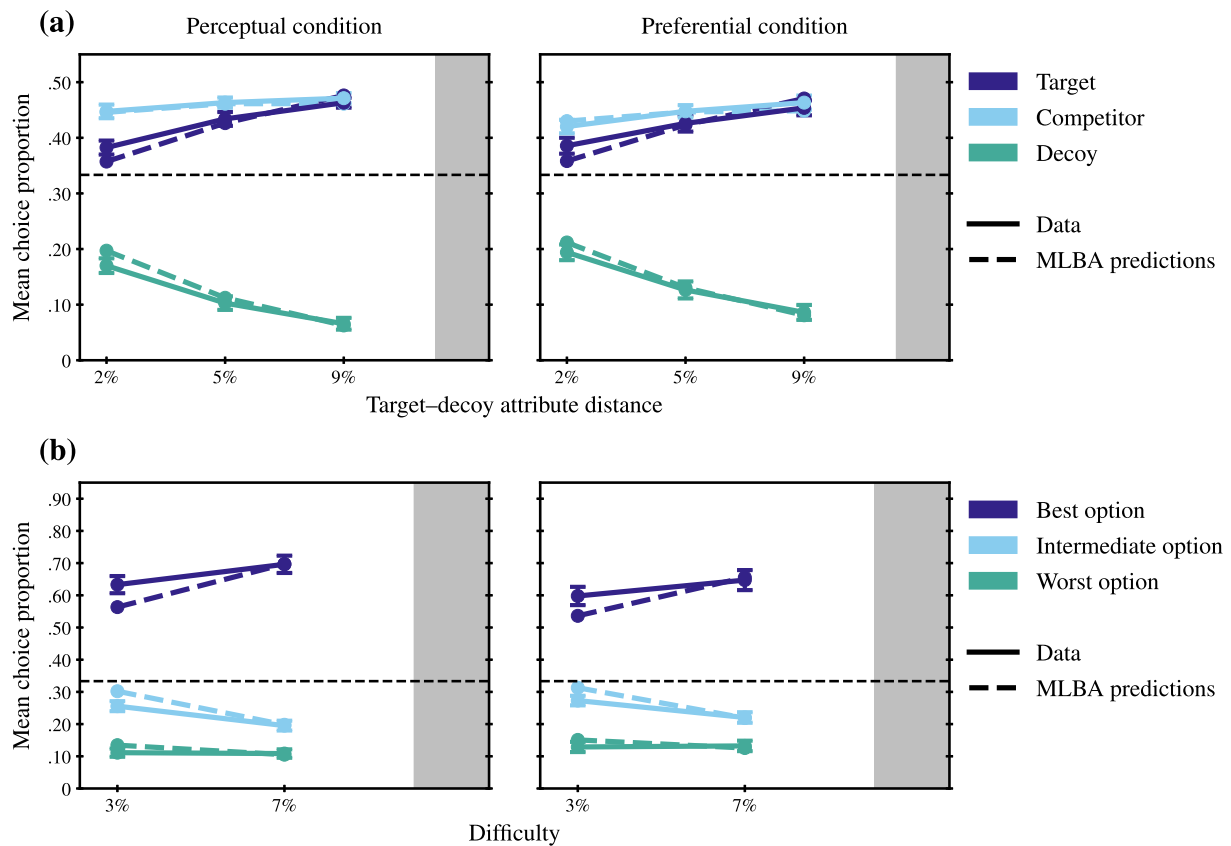 (a)
Perceptual condition
Preferential condition
Mean choice proportion
.50
.40
.30
.20
.10
0
2%
5%
9%
2%
5%
9%
Target–decoy attribute distance
Target
Competitor
Decoy
Data
MLBA predictions
(b)
Mean choice proportion
.90
.80
.70
.60
.50
.40
.30
.20
.10
0
3%
7%
3%
7%
Difficulty
Best option
Intermediate option
Worst option
Data
MLBA predictions